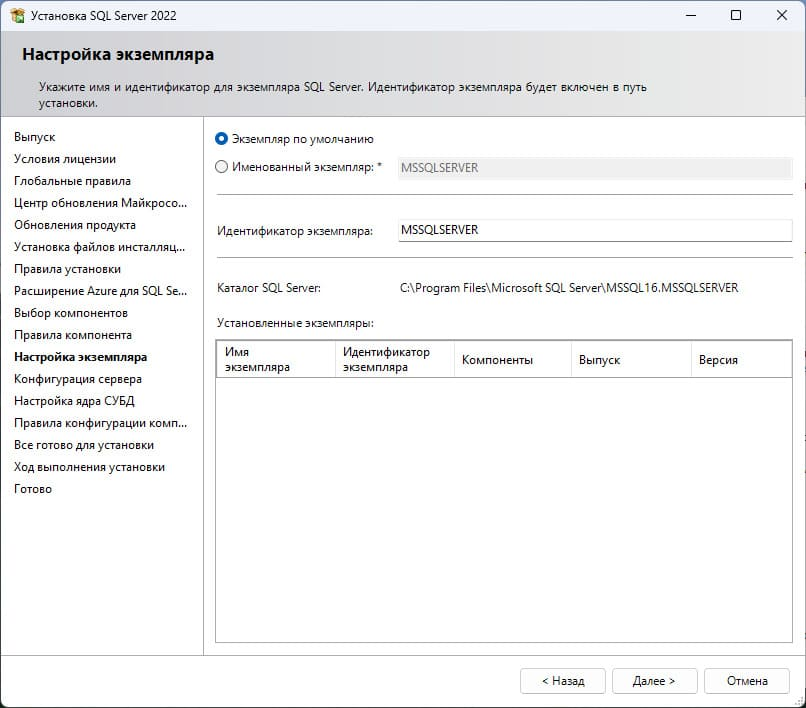 Установка SQL Server 2022
Настройка экземпляра
Укажите имя и идентификатор для экземпляра SQL Server. Идентификатор экземпляра будет включен в путь
установки.
Выпуск
Условия лицензии
Глобальные правила
Центр обновления Майкросо...
Обновления продукта
Установка файлов инсталляц...
Правила установки
Расширение Azure для SQL Se...
Выбор компонентов
Правила компонента
Настройка экземпляра
Конфигурация сервера
Настройка ядра СУБД
Правила конфигурации комп...
Все готово для установки
Ход выполнения установки
Готово
Экземпляр по умолчанию
Именованный экземпляр: * MSSQLSERVER
Идентификатор экземпляра: MSSQLSERVER
Каталог SQL Server: C:\Program Files\Microsoft SQL Server\MSSQL16.MSSQLSERVER
Установленные экземпляры:
Имя
экземпляра
Идентификатор
экземпляра
Компоненты
Выпуск
Версия
< Назад
Далее >
Отмена